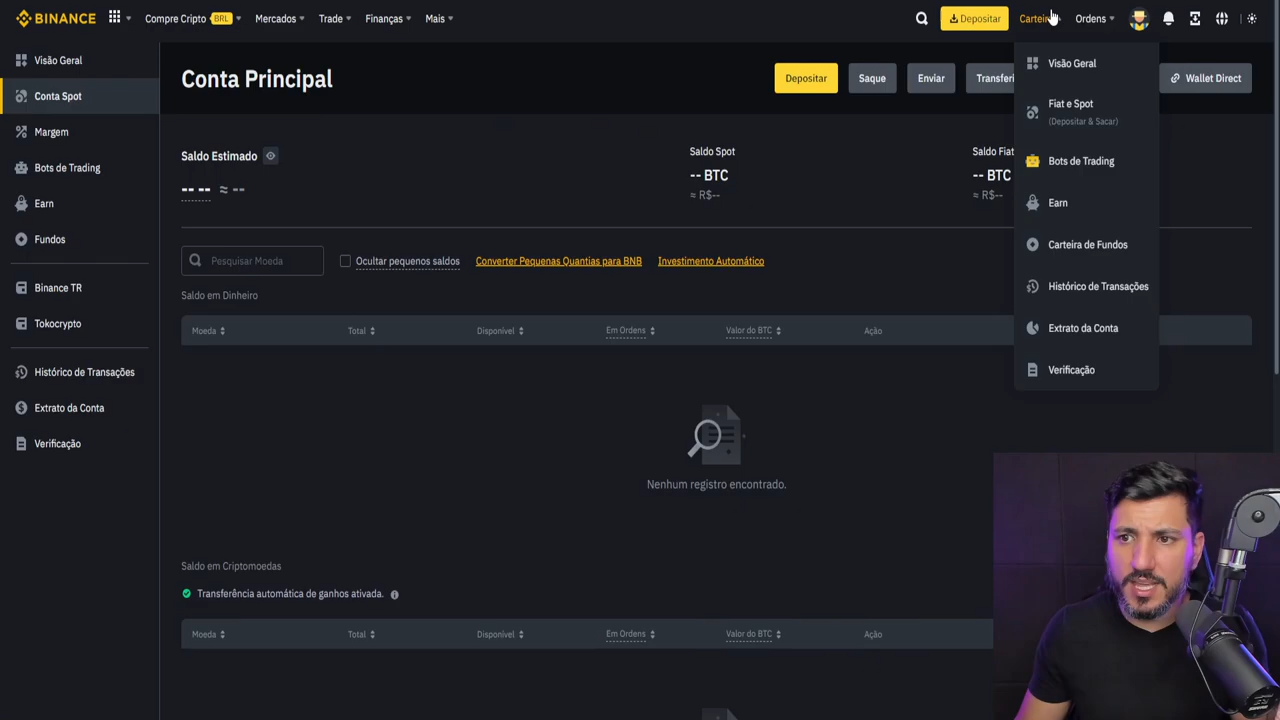 BINANCE
Compre Cripto BRL
Mercados
Trade
Finanças
Mais
Depositar
Ordens
Visão Geral
Conta Spot
Margem
Bots de Trading
Earn
Fundos
Binance TR
Tokocrypto
Histórico de Transações
Extrato da Conta
Verificação
Conta Principal
Depositar
Saque
Enviar
Wallet Direct
Saldo Estimado
-- -- ≈ --
Saldo Spot
-- BTC
≈ R$--
Saldo Fiat
-- BTC
≈ R$--
Pesquisar Moeda
Ocultar pequenos saldos
Converter Pequenas Quantias para BNB
Investimento Automático
Saldo em Dinheiro
Moeda Total Disponível Em Ordens Valor do BTC Ação
Nenhum registro encontrado.
Saldo em Criptomoedas
Transferência automática de ganhos ativada.
Moeda Total Disponível Em Ordens Valor do BTC Ação
Visão Geral
Fiat e Spot
(Depositar & Sacar)
Bots de Trading
Earn
Carteira de Fundos
Histórico de Transações
Extrato da Conta
Verificação